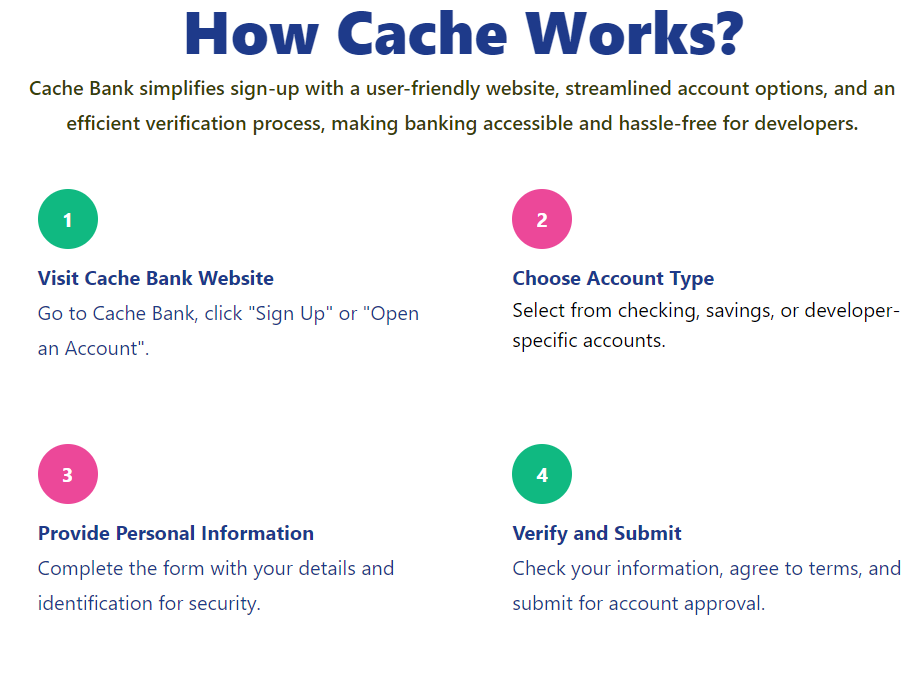 How Cache Works?
Cache Bank simplifies sign-up with a user-friendly website, streamlined account options, and an
efficient verification process, making banking accessible and hassle-free for developers.
1
Visit Cache Bank Website
Go to Cache Bank, click "Sign Up" or "Open
an Account".
2
Choose Account Type
Select from checking, savings, or developer-
specific accounts.
3
Provide Personal Information
Complete the form with your details and
identification for security.
4
Verify and Submit
Check your information, agree to terms, and
submit for account approval.